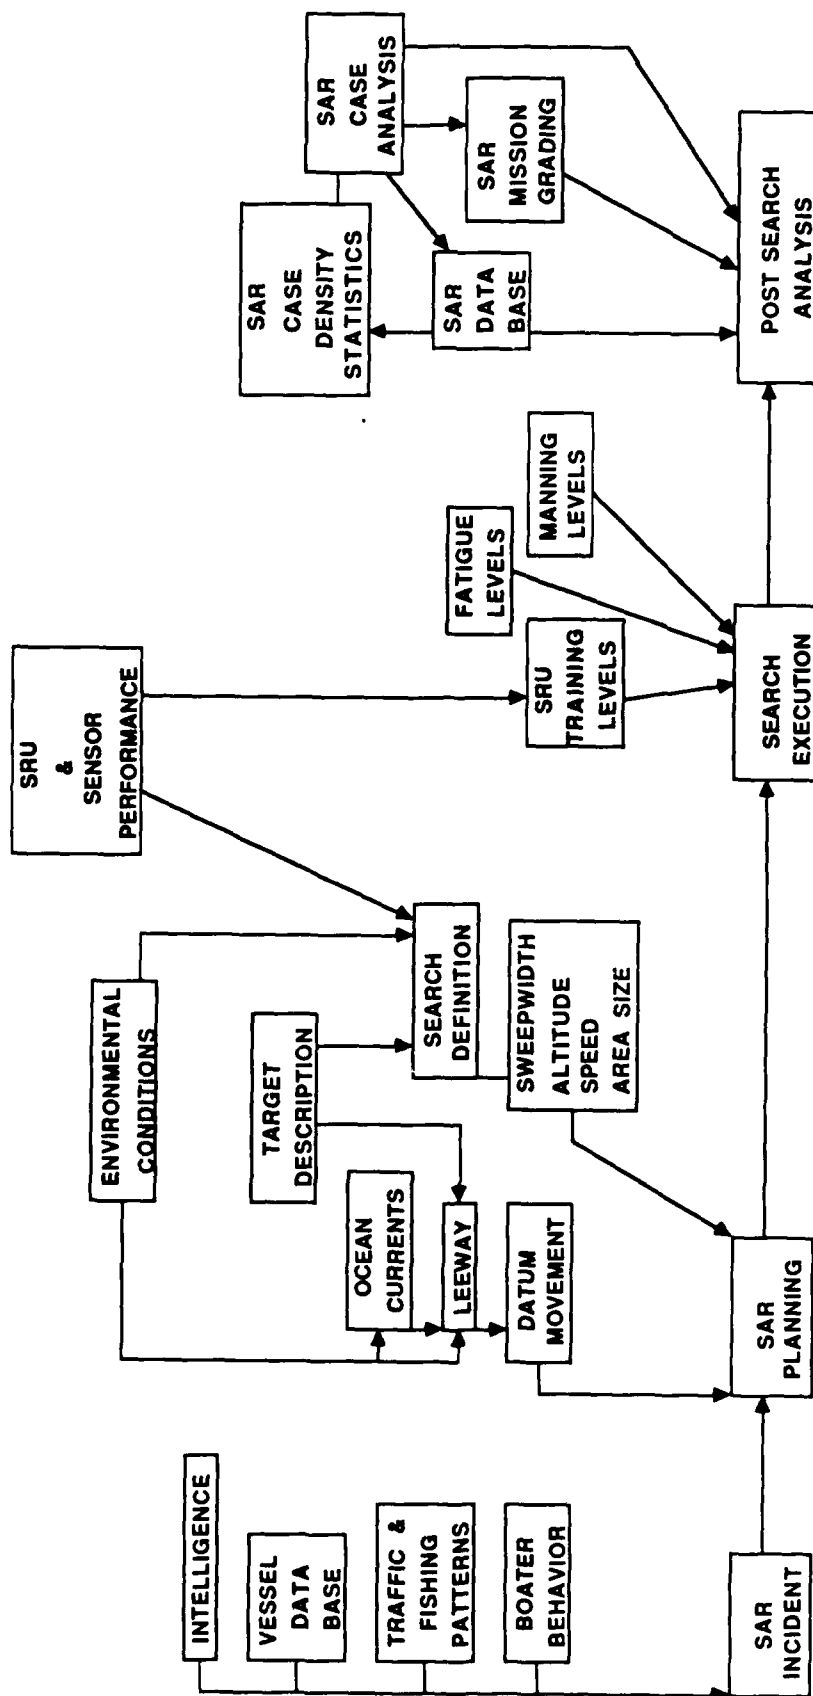 INTELLIGENCE
VESSEL
DATA
BASE
TRAFFIC &
FISHING
PATTERNS
BOATER
BEHAVIOR
SAR
INCIDENT
ENVIRONMENTAL
CONDITIONS
TARGET
DESCRIPTION
OCEAN
CURRENTS
LEEWAY
DATUM
MOVEMENT
SEARCH
DEFINITION
SWEEPWIDTH
ALTITUDE
SPEED
AREA SIZE
SAR
PLANNING
SRU
&
SENSOR
PERFORMANCE
SRU
TRAINING
LEVELS
FATIGUE
LEVELS
MANNING
LEVELS
SEARCH
EXECUTION
SAR
CASE
DENSITY
STATISTICS
SAR
CASE
ANALYSIS
SAR
DATA
BASE
SAR
MISSION
GRADING
POST SEARCH
ANALYSIS